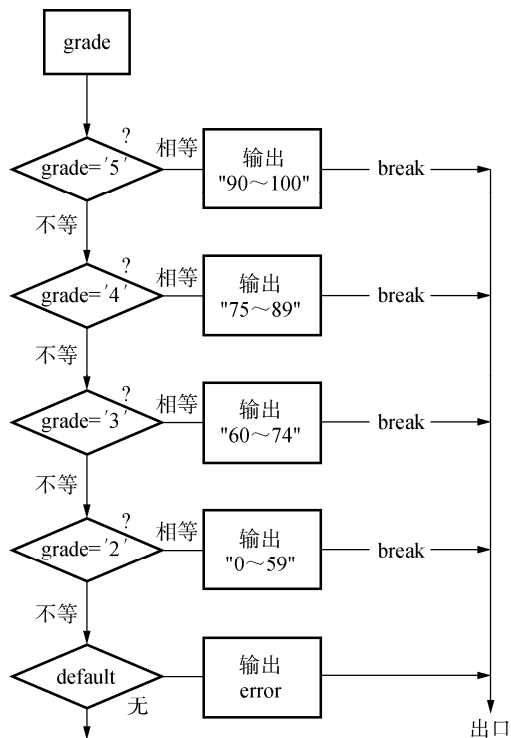 grade
?
grade='5'
相等
输出
"90～100"
break
不等
?
grade='4'
相等
输出
"75～89"
break
不等
?
grade='3'
相等
输出
"60～74"
break
不等
?
grade='2'
相等
输出
"0～59"
break
不等
default
无
输出
error
出口